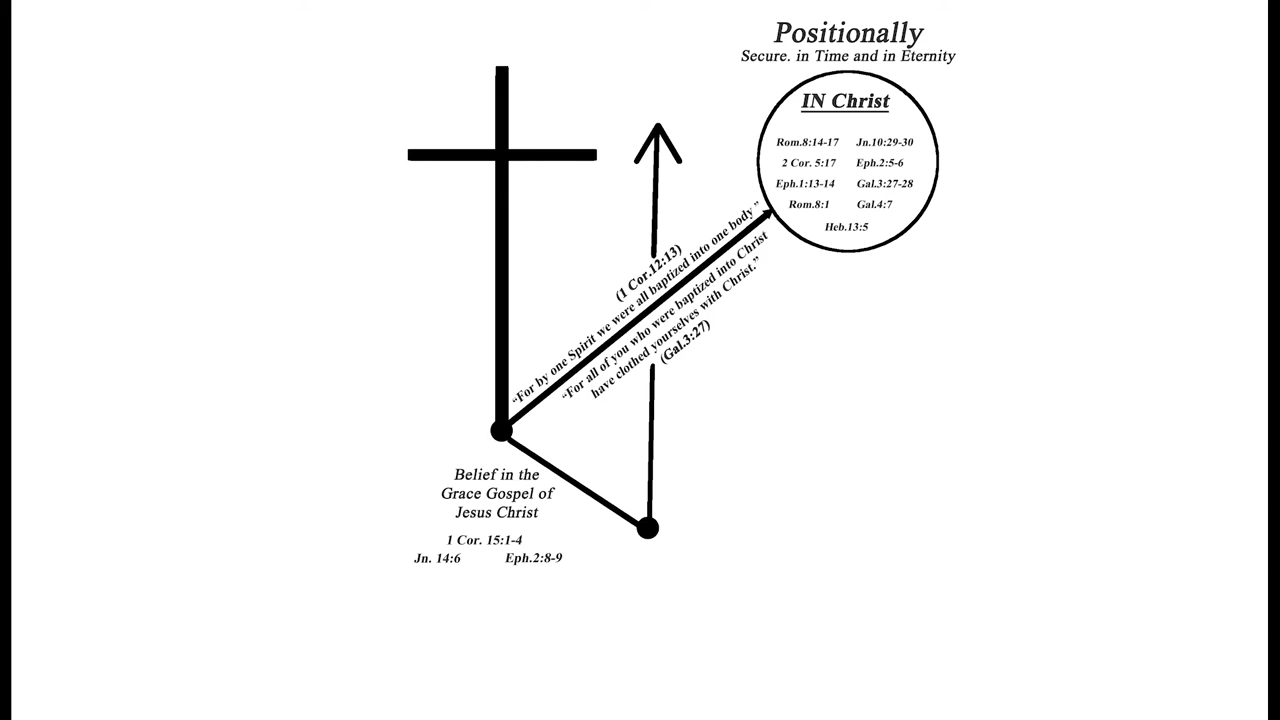 Positionally
Secure. in Time and in Eternity
IN Christ
Rom.8:14-17 Jn.10:29-30
2 Cor. 5:17 Eph.2:5-6
Eph.1:13-14 Gal.3:27-28
Rom.8:1 Gal.4:7
Heb.13:5
(1 Cor.12:13)
“For by one Spirit we were all baptized into one body”
“For all of you who were baptized into Christ
have clothed yourselves with Christ.”
(Gal.3:27)
Belief in the
Grace Gospel of
Jesus Christ
1 Cor. 15:1-4
Jn. 14:6 Eph.2:8-9